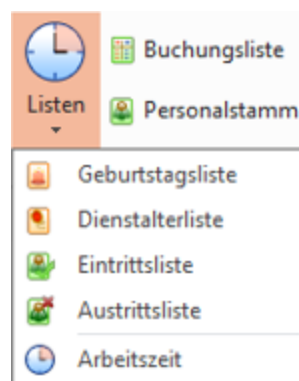 Buchungsliste
Listen
Personalstamm
Geburtstagsliste
Dienstalterliste
Eintrittsliste
Austrittsliste
Arbeitszeit